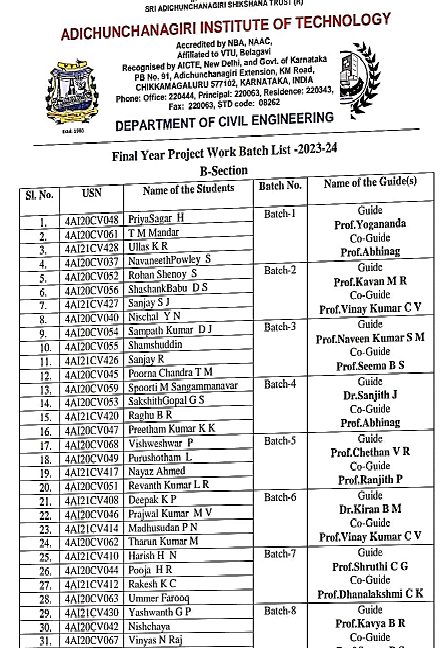 SRI ADICHUNCHANAGIRI SHIKSHANA TRUST (R)
ADICHUNCHANAGIRI INSTITUTE OF TECHNOLOGY
Accredited by NBA, NAAC,
Affiliated to VTU, Belagavi
Recognised by AICTE, New Delhi, and Govt. of Karnataka
PB No. 91, Adichunchanagiri Extension, KM Road,
CHIKKAMAGALURU 577102, KARNATAKA, INDIA
Phone: Office: 220444, Principal: 220063, Residence: 220343,
Fax: 220063, STD code: 08262
Estd: 1980
DEPARTMENT OF CIVIL ENGINEERING
Final Year Project Work Batch List -2023-24
B-Section
Sl. No. USN Name of the Students Batch No. Name of the Guide(s)
1. 4AI20CV048 PriyaSagar H Batch-1 Guide
2. 4AI20CV061 T M Mandar Prof.Yogananda
3. 4AI21CV428 Ullas K R Co-Guide
4. 4AI20CV037 NavaneethPowley S Prof.Abhinag
5. 4AI20CV052 Rohan Shenoy S Batch-2 Guide
6. 4AI20CV056 ShashankBabu D S Prof.Kavan M R
7. 4AI21CV427 Sanjay S J Co-Guide
8. 4AI20CV040 Nischal Y N Prof.Vinay Kumar C V
9. 4AI20CV054 Sampath Kumar D J Batch-3 Guide
10. 4AI20CV055 Shamshuddin Prof.Naveen Kumar S M
11. 4AI21CV426 Sanjay R Co-Guide
12. 4AI20CV045 Poorna Chandra T M Prof.Seema B S
13. 4AI20CV059 Spoorti M Sangammanavar Batch-4 Guide
14. 4AI20CV053 SakshithGopal G S Dr.Sanjith J
15. 4AI21CV420 Raghu B R Co-Guide
16. 4AI20CV047 Preetham Kumar K K Prof.Abhinag
17. 4AI20CV068 Vishweshwar P Batch-5 Guide
18. 4AI20CV049 Purushotham L Prof.Chethan V R
19. 4AI21CV417 Nayaz Ahmed Co-Guide
20. 4AI20CV051 Revanth Kumar L R Prof.Ranjith P
21. 4AI21CV408 Deepak K P Batch-6 Guide
22. 4AI20CV046 Prajwal Kumar M V Dr.Kiran B M
23. 4AI21CV414 Madhusudan P N Co-Guide
24. 4AI20CV062 Tharun Kumar M Prof.Vinay Kumar C V
25. 4AI21CV410 Harish H N Batch-7 Guide
26. 4AI20CV044 Pooja H R Prof.Shruthi C G
27. 4AI21CV412 Rakesh K C Co-Guide
28. 4AI20CV063 Ummer Farooq Prof.Dhanalakshmi C K
29. 4AI21CV430 Yashwanth G P Batch-8 Guide
30. 4AI20CV042 Nishchaya Prof.Kavya B R
31. 4AI20CV067 Vinyas N Raj Co-Guide